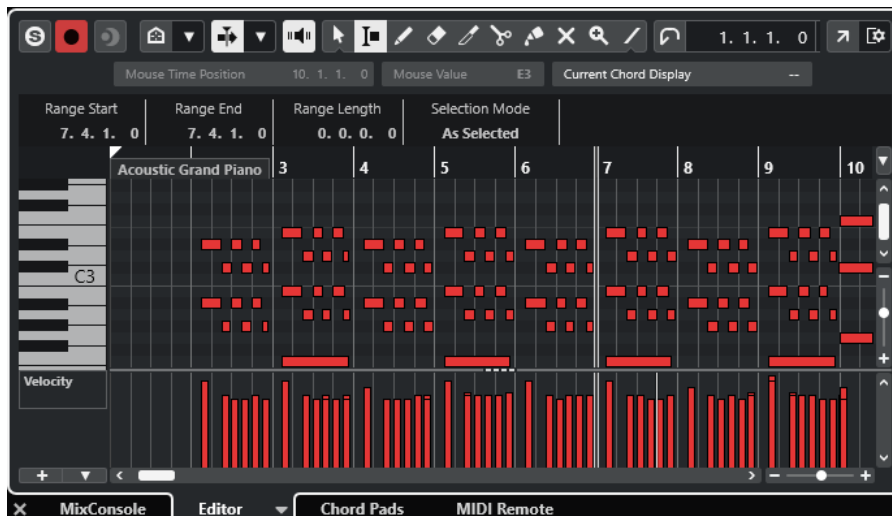 S 1. 1. 1. 0
Mouse Time Position 10. 1. 1. 0 Mouse Value E3 Current Chord Display --
Range Start Range End Range Length Selection Mode
7. 4. 1. 0 7. 4. 1. 0 0. 0. 0. 0 As Selected
Acoustic Grand Piano 3 4 5 6 7 8 9 10
C3
Velocity
MixConsole Editor Chord Pads MIDI Remote